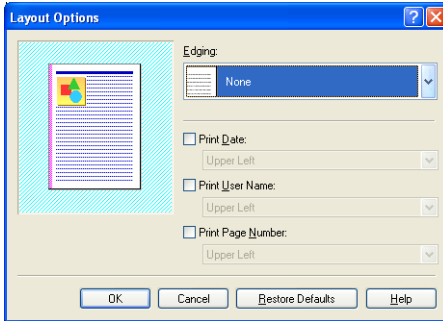 Layout Options
Edging:
None
Print Date:
Upper Left
Print User Name:
Upper Left
Print Page Number:
Upper Left
OK Cancel Restore Defaults Help